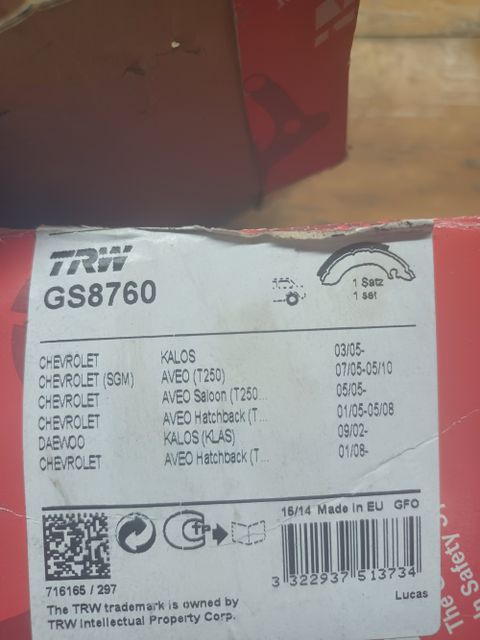 TRW
GS8760
1 Satz
1 set
CHEVROLET KALOS 03/05-
CHEVROLET (SGM) AVEO (T250) 07/05-05/10
CHEVROLET AVEO Saloon (T250... 05/05-
CHEVROLET AVEO Hatchback (T... 01/05-05/08
DAEWOO KALOS (KLAS) 09/02-
CHEVROLET AVEO Hatchback (T... 01/08-
16/14 Made in EU GFO
3 322937 513734
716165 / 297
Lucas
The TRW trademark is owned by
TRW Intellectual Property Corp.
In Safety